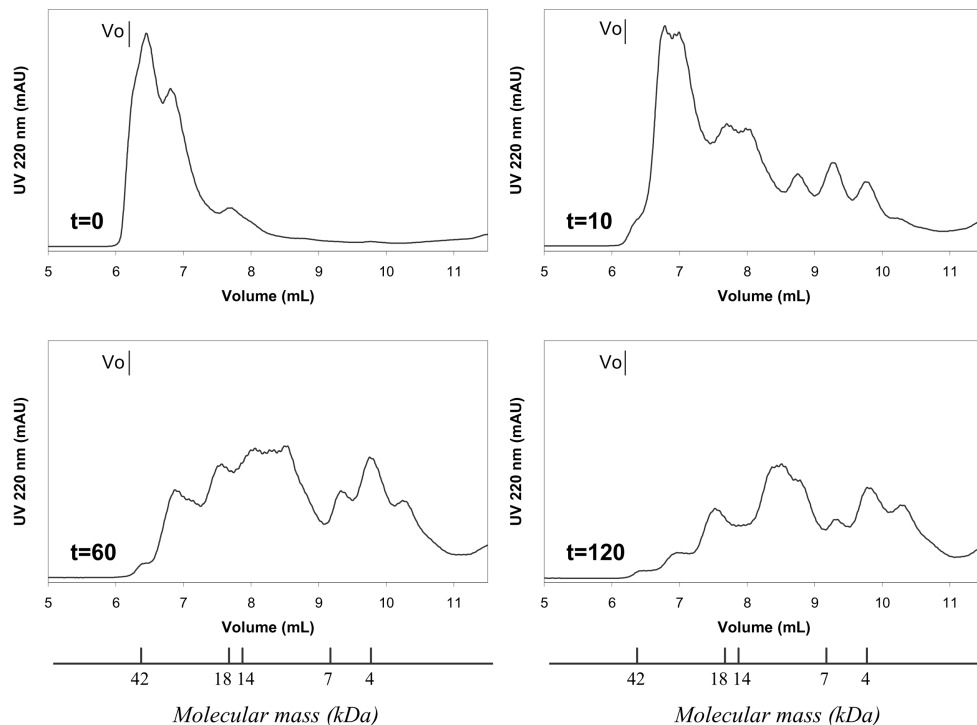 Vo
UV 220 nm (mAU)
t=0
5 6 7 8 9 10 11
Volume (mL)
Vo
UV 220 nm (mAU)
t=10
5 6 7 8 9 10 11
Volume (mL)
Vo
UV 220 nm (mAU)
t=60
5 6 7 8 9 10 11
Volume (mL)
42 18 14 7 4
Molecular mass (kDa)
Vo
UV 220 nm (mAU)
t=120
5 6 7 8 9 10 11
Volume (mL)
42 18 14 7 4
Molecular mass (kDa)